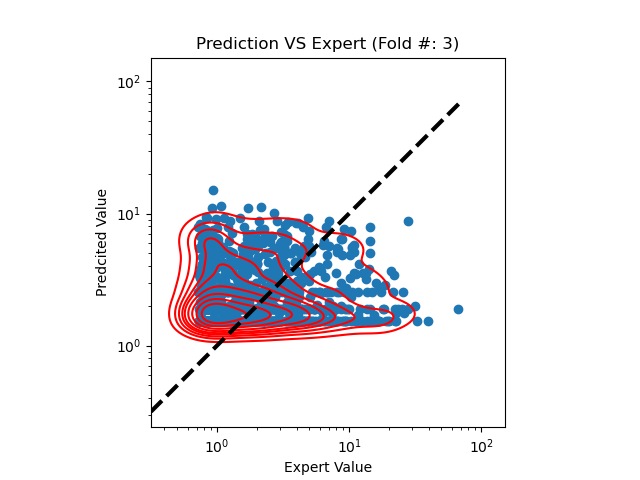 Prediction VS Expert (Fold #: 3)
10²
10¹
10⁰
Predcited Value
10⁰ 10¹ 10²
Expert Value